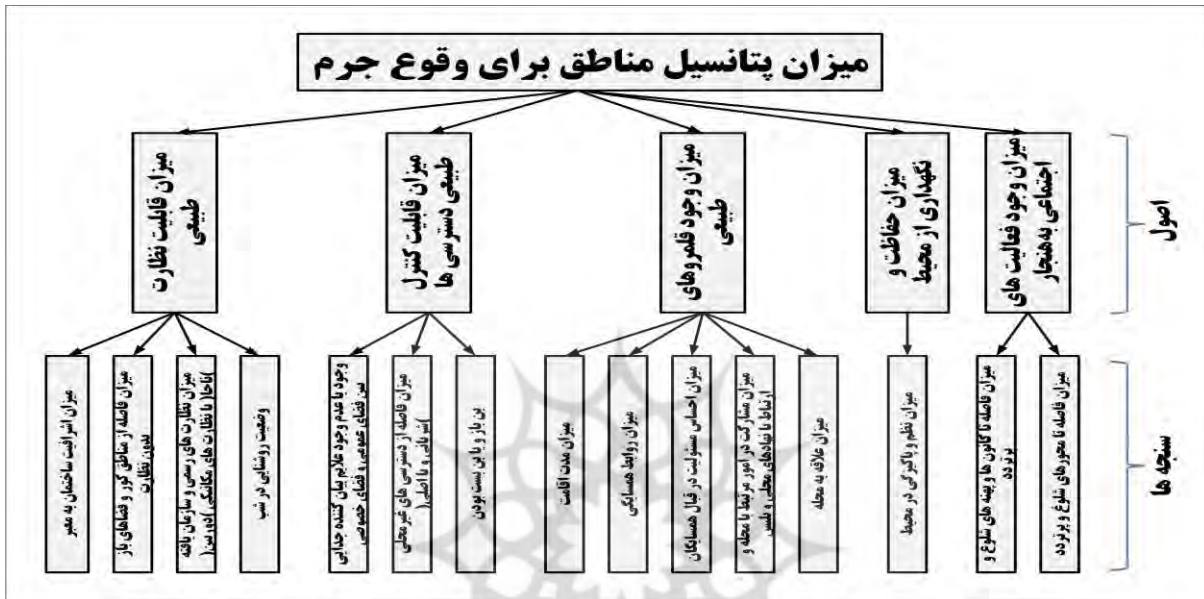 میزان پتانسیل مناطق برای وقوع جرم
اصول
میزان وجود فعالیت های
اجتماعی به‌هنجار
میزان حفاظت و
نگهداری از محیط
میزان وجود قلمروهای
طبیعی
میزان قابلیت کنترل
طبیعی دسترسی ها
میزان قابلیت نظارت
طبیعی
سنجه ها
میزان فاصله تا محورهای شلوغ و پرتردد
میزان فاصله تا کانون ها و پهنه های شلوغ و
پرتردد
میزان نظم و پاکیزگی در محیط
میزان علاقه به محله
میزان مشارکت در امور مرتبط با محله و
ارتباط با نهادهای محلی و پلیس
میزان احساس مسئولیت در قبال همسایگان
میزان روابط همسایگی
میزان مدت اقامت
بن باز و یا بن بست بودن
میزان فاصله از دسترسی های غیرمحلی
)شریانی و یا اصلی(
وجود یا عدم وجود علایم بیان کننده جدایی
بین فضای عمومی و فضای خصوصی
وضعیت روشنایی در شب
میزان نظارت های رسمی و سازمان یافته
)ناجا( یا نظارت های مکانیکی )دوربین(
میزان فاصله از مناطق کور و فضاهای باز
بدون نظارت
میزان اشرافیت ساختمان به معبر